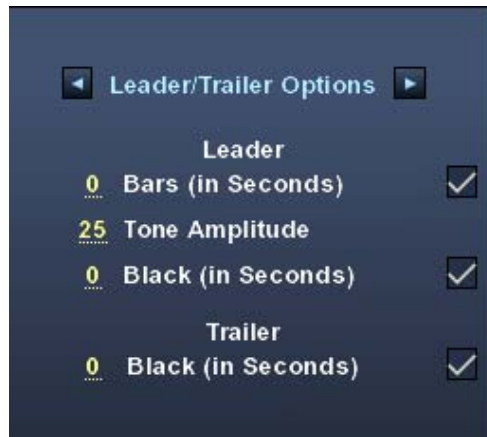 Leader/Trailer Options
Leader
0 Bars (in Seconds)
25 Tone Amplitude
0 Black (in Seconds)
Trailer
0 Black (in Seconds)